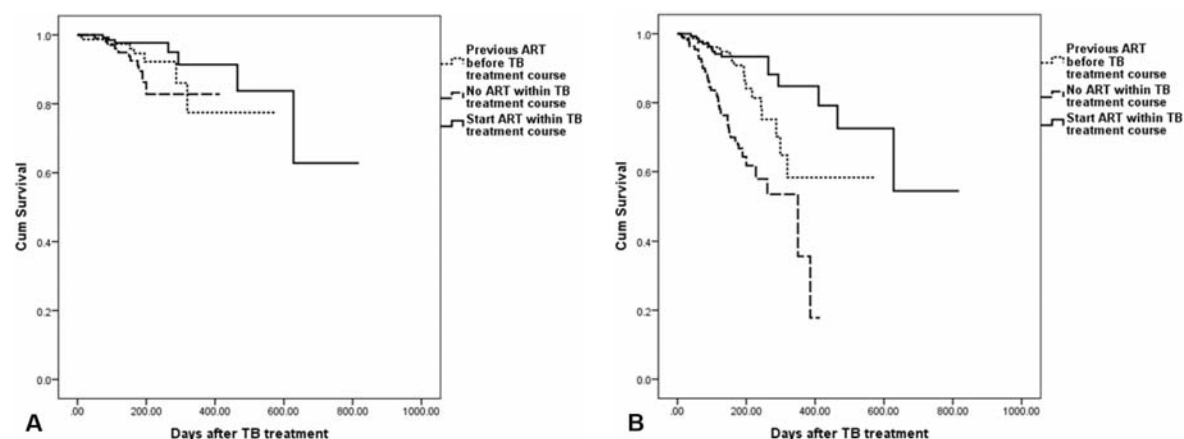 1.0
0.8
0.6
0.4
0.2
0.0
Cum Survival
.00 200.00 400.00 600.00 800.00 1000.00
Days after TB treatment
A
Previous ART
before TB
treatment course
No ART within TB
treatment course
Start ART within TB
treatment course
1.0
0.8
0.6
0.4
0.2
0.0
Cum Survival
.00 200.00 400.00 600.00 800.00 1000.00
Days after TB treatment
B
Previous ART
before TB
treatment course
No ART within TB
treatment course
Start ART within TB
treatment course